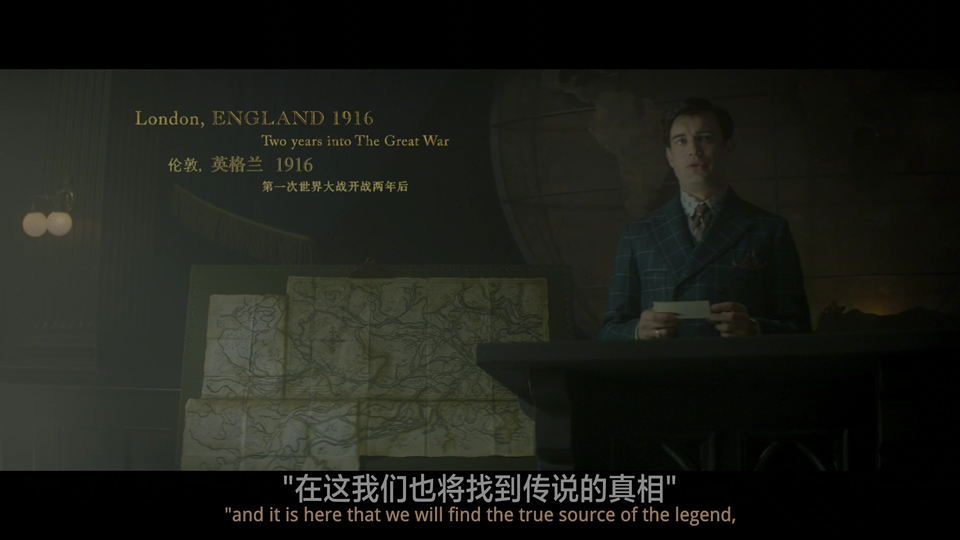 London, ENGLAND 1916
Two years into The Great War
伦敦, 英格兰 1916
第一次世界大战开战两年后
"在这我们也将找到传说的真相"
"and it is here that we will find the true source of the legend,